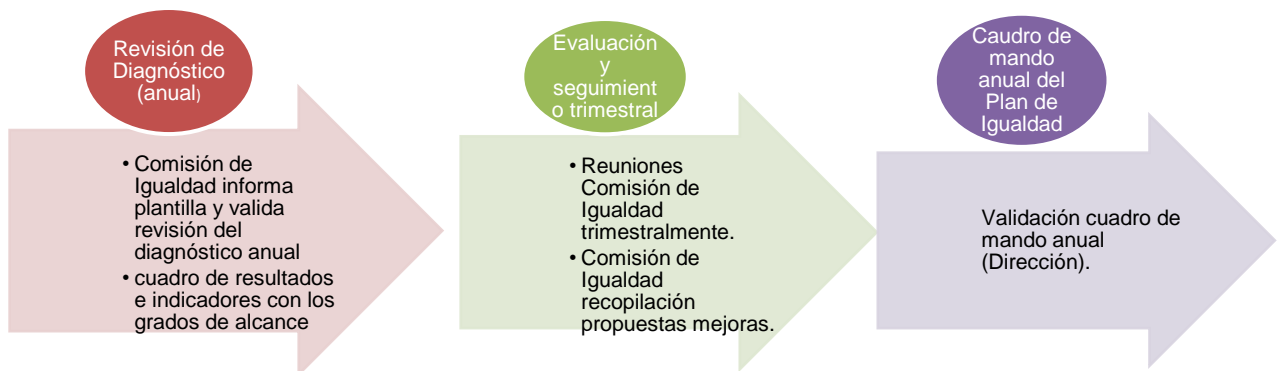 Revisión de
Diagnóstico
(anual)
• Comisión de
Igualdad informa
plantilla y valida
revisión del
diagnóstico anual
• cuadro de resultados
e indicadores con los
grados de alcance
Evaluación
y
seguimient
o trimestral
• Reuniones
Comisión de
Igualdad
trimestralmente.
• Comisión de
Igualdad
recopilación
propuestas mejoras.
Caudro de
mando
anual del
Plan de
Igualdad
Validación cuadro de
mando anual
(Dirección).